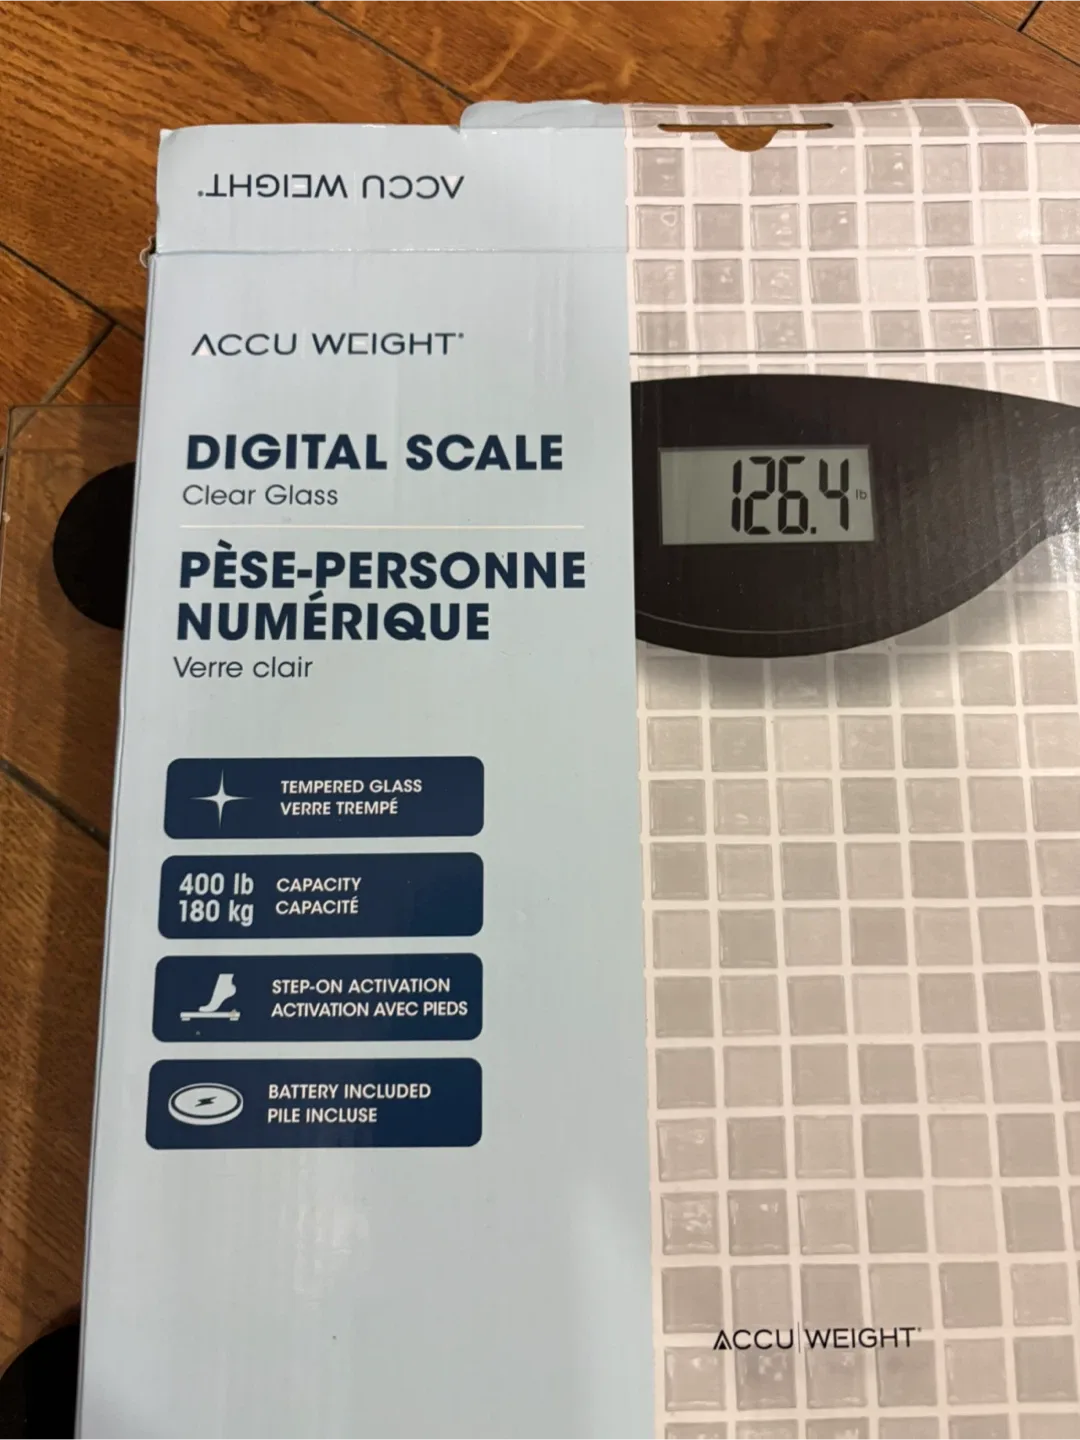 ACCU WEIGHT.
ACCU WEIGHT®
DIGITAL SCALE
Clear Glass
PÈSE-PERSONNE
NUMÉRIQUE
Verre clair
TEMPERED GLASS
VERRE TREMPÉ
400 lb
180 kg
CAPACITY
CAPACITÉ
STEP-ON ACTIVATION
ACTIVATION AVEC PIEDS
BATTERY INCLUDED
PILE INCLUSE
126.4 lb
ACCU WEIGHT®